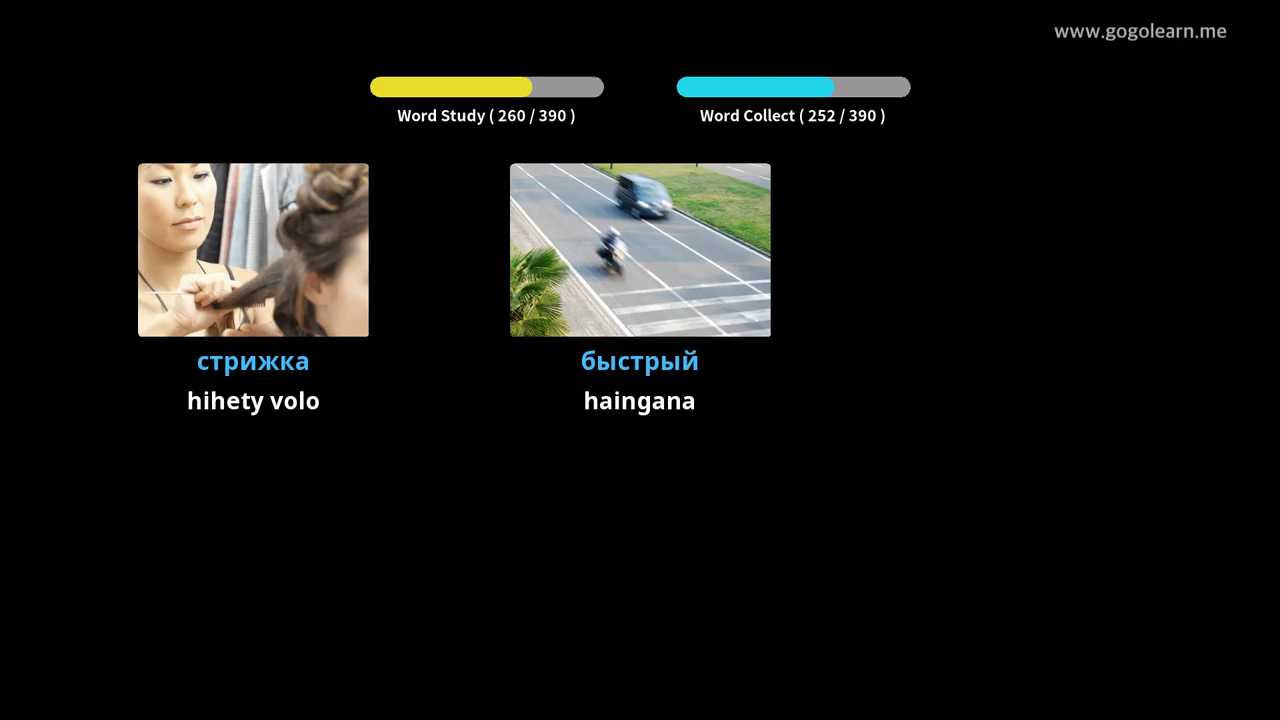 www.gogolearn.me
Word Study ( 260 / 390 )
Word Collect ( 252 / 390 )
стрижка
hihety volo
быстрый
haingana